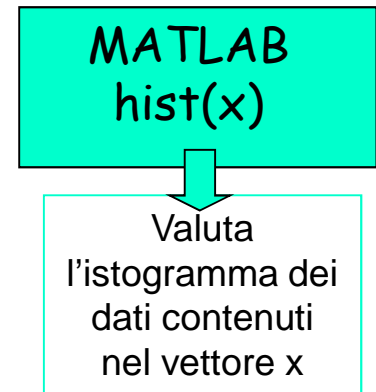 MATLAB
hist(x)
Valuta
l'istogramma dei
dati contenuti
nel vettore x